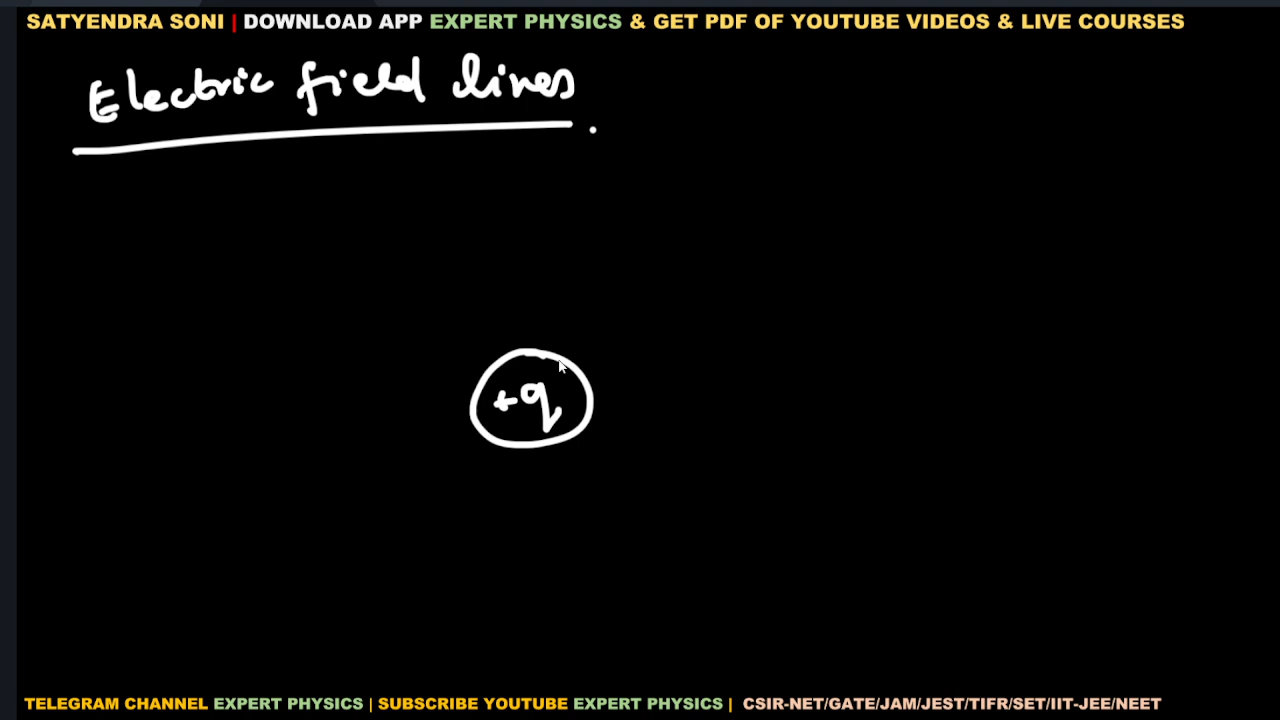 SATYENDRA SONI | DOWNLOAD APP EXPERT PHYSICS & GET PDF OF YOUTUBE VIDEOS & LIVE COURSES
Electric field lines.
+q
TELEGRAM CHANNEL EXPERT PHYSICS | SUBSCRIBE YOUTUBE EXPERT PHYSICS | CSIR-NET/GATE/JAM/JEST/TIFR/SET/IIT-JEE/NEET